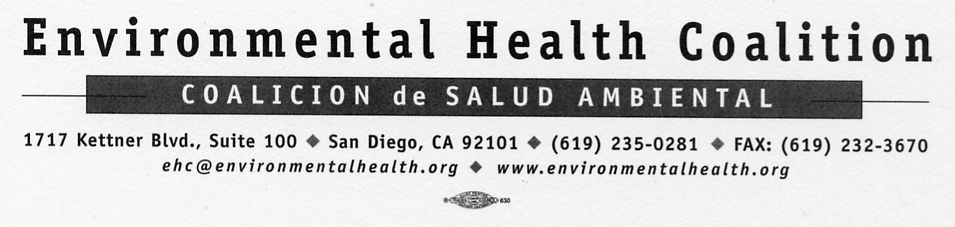 Environmental Health Coalition
COALICION de SALUD AMBIENTAL
1717 Kettner Blvd., Suite 100 ◆ San Diego, CA 92101 ◆ (619) 235-0281 ◆ FAX: (619) 232-3670
ehc@environmentalhealth.org ◆ www.environmentalhealth.org
630